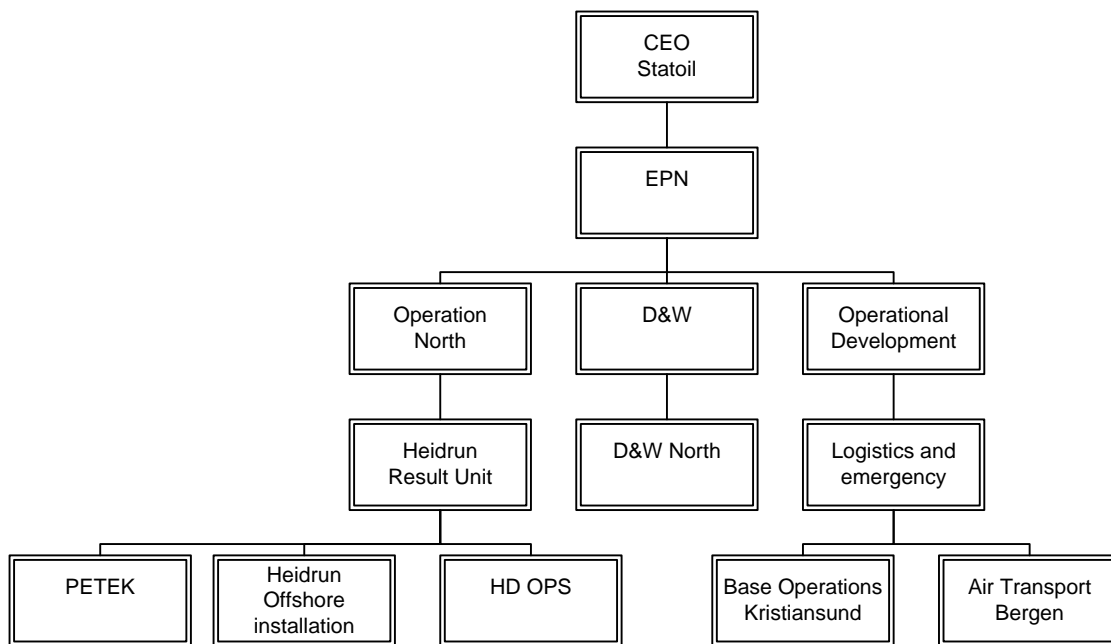 CEO
Statoil
EPN
Operation
North
D&W
Operational
Development
Heidrun
Result Unit
D&W North
Logistics and
emergency
PETEK
Heidrun
Offshore
installation
HD OPS
Base Operations
Kristiansund
Air Transport
Bergen